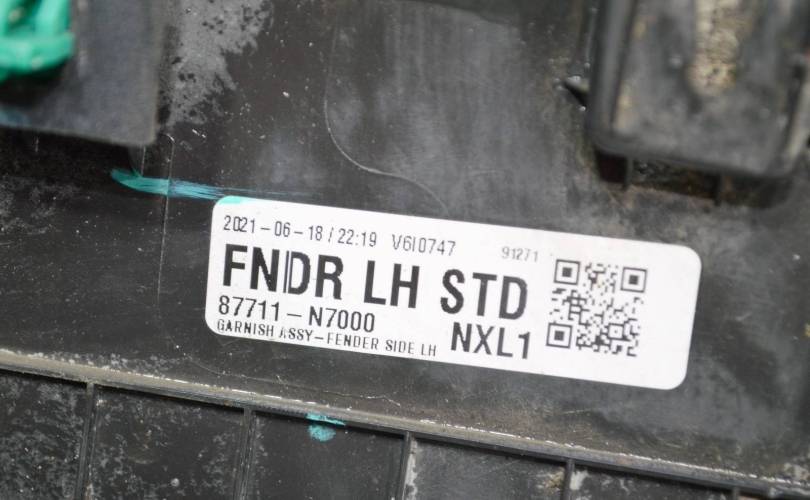 2021-06-18/22:19 V6I0747 91271
FNDR LH STD
87711-N7000 NXL1
GARNISH ASSY-FENDER SIDE LH